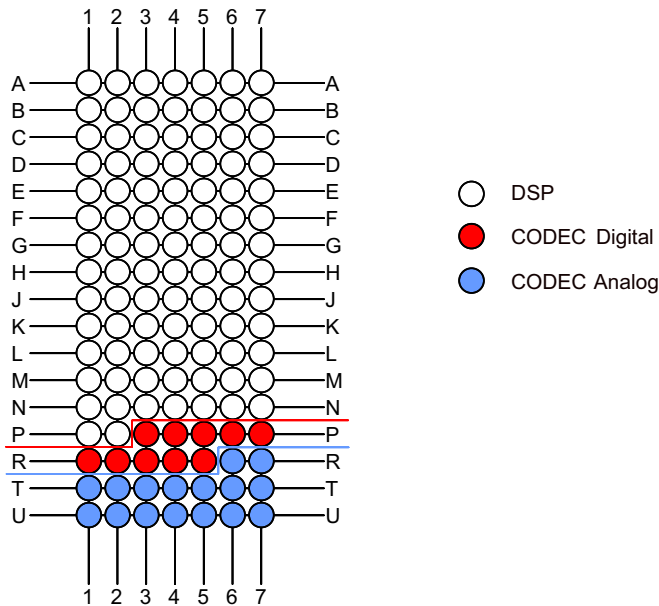 1 2 3 4 5 6 7
A A
B B
C C
D D
E E
F F
G G
H H
J J
K K
L L
M M
N N
P P
R R
T T
U U
1 2 3 4 5 6 7
DSP
CODEC Digital
CODEC Analog